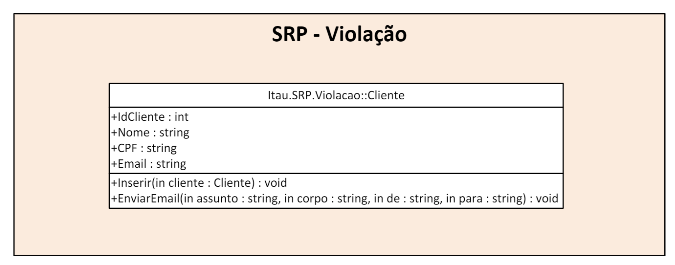 SRP - Violação
Itau.SRP.Violacao::Cliente
+IdCliente : int
+Nome : string
+CPF : string
+Email : string
+Inserir(in cliente : Cliente) : void
+EnviarEmail(in assunto : string, in corpo : string, in de : string, in para : string) : void